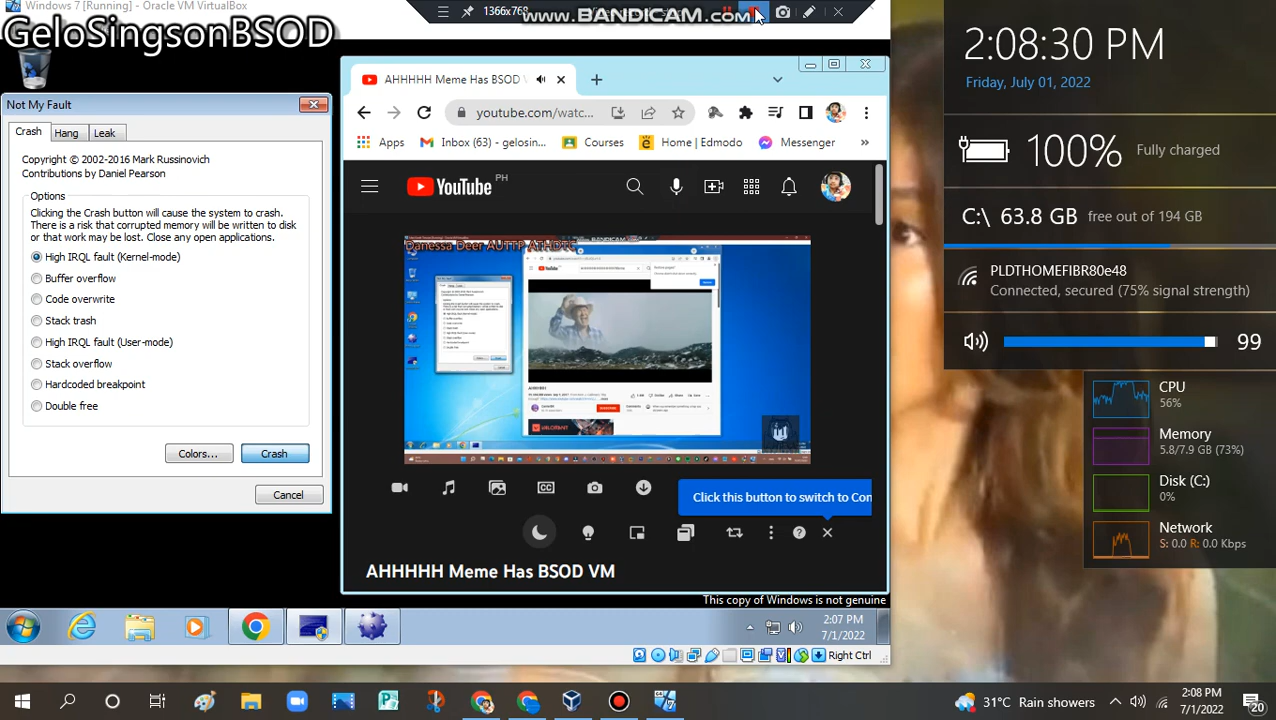 Windows 7 [Running] - Oracle VM VirtualBox
1366x768
www.BANDICAM.com
GeloSingsonBSOD
Not My Fault
Crash
Hang
Leak
Copyright © 2002-2016 Mark Russinovich
Contributions by Daniel Pearson
Options
Clicking the Crash button will cause the system to crash.
There is a risk that corrupted memory will be written to disk
or that work may be lost. Close any open applications.
High IRQL fault (Kernel-mode)
Buffer overflow
Code overwrite
Stack trash
High IRQL fault (User-mode)
Stack overflow
Hardcoded breakpoint
Double free
Colors...
Crash
Cancel
AHHHHH Meme Has BSOD V
youtube.com/watc...
Apps
Inbox (63) - gelosin...
Courses
Home | Edmodo
Messenger
YouTube PH
Danessa Deer AUTTP ATHDTC
Click this button to switch to Con
AHHHHH Meme Has BSOD VM
This copy of Windows is not genuine
2:07 PM
7/1/2022
Right Ctrl
2:08:30 PM
Friday, July 01, 2022
100% Fully charged
C:\ 63.8 GB free out of 194 GB
Connected, secured (75% signal strength)
99
CPU
56%
Memory
5.8/7.9 GB (73%)
Disk (C:)
0%
Network
S: 0.0 R: 0.0 Kbps
31°C Rain showers
2:08 PM
7/1/2022
20